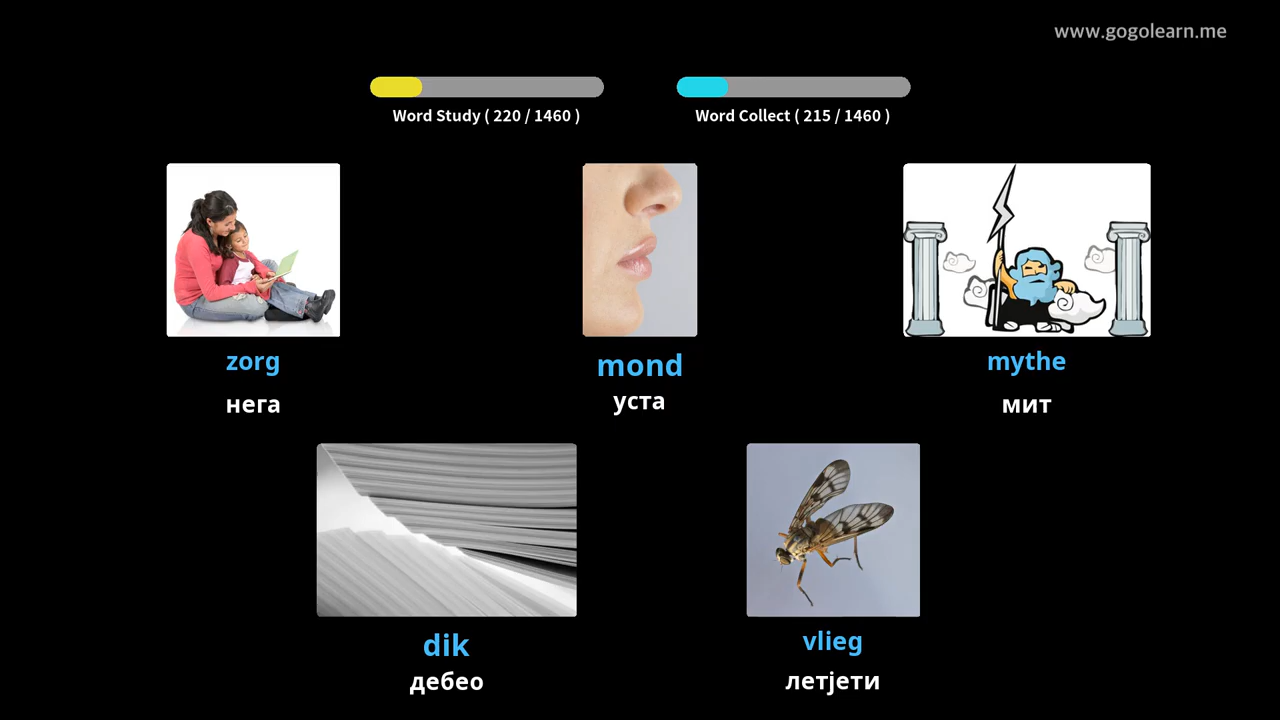 www.gogolearn.me
Word Study ( 220 / 1460 )
Word Collect ( 215 / 1460 )
zorg
нега
mond
уста
mythe
мит
dik
дебео
vlieg
летјети